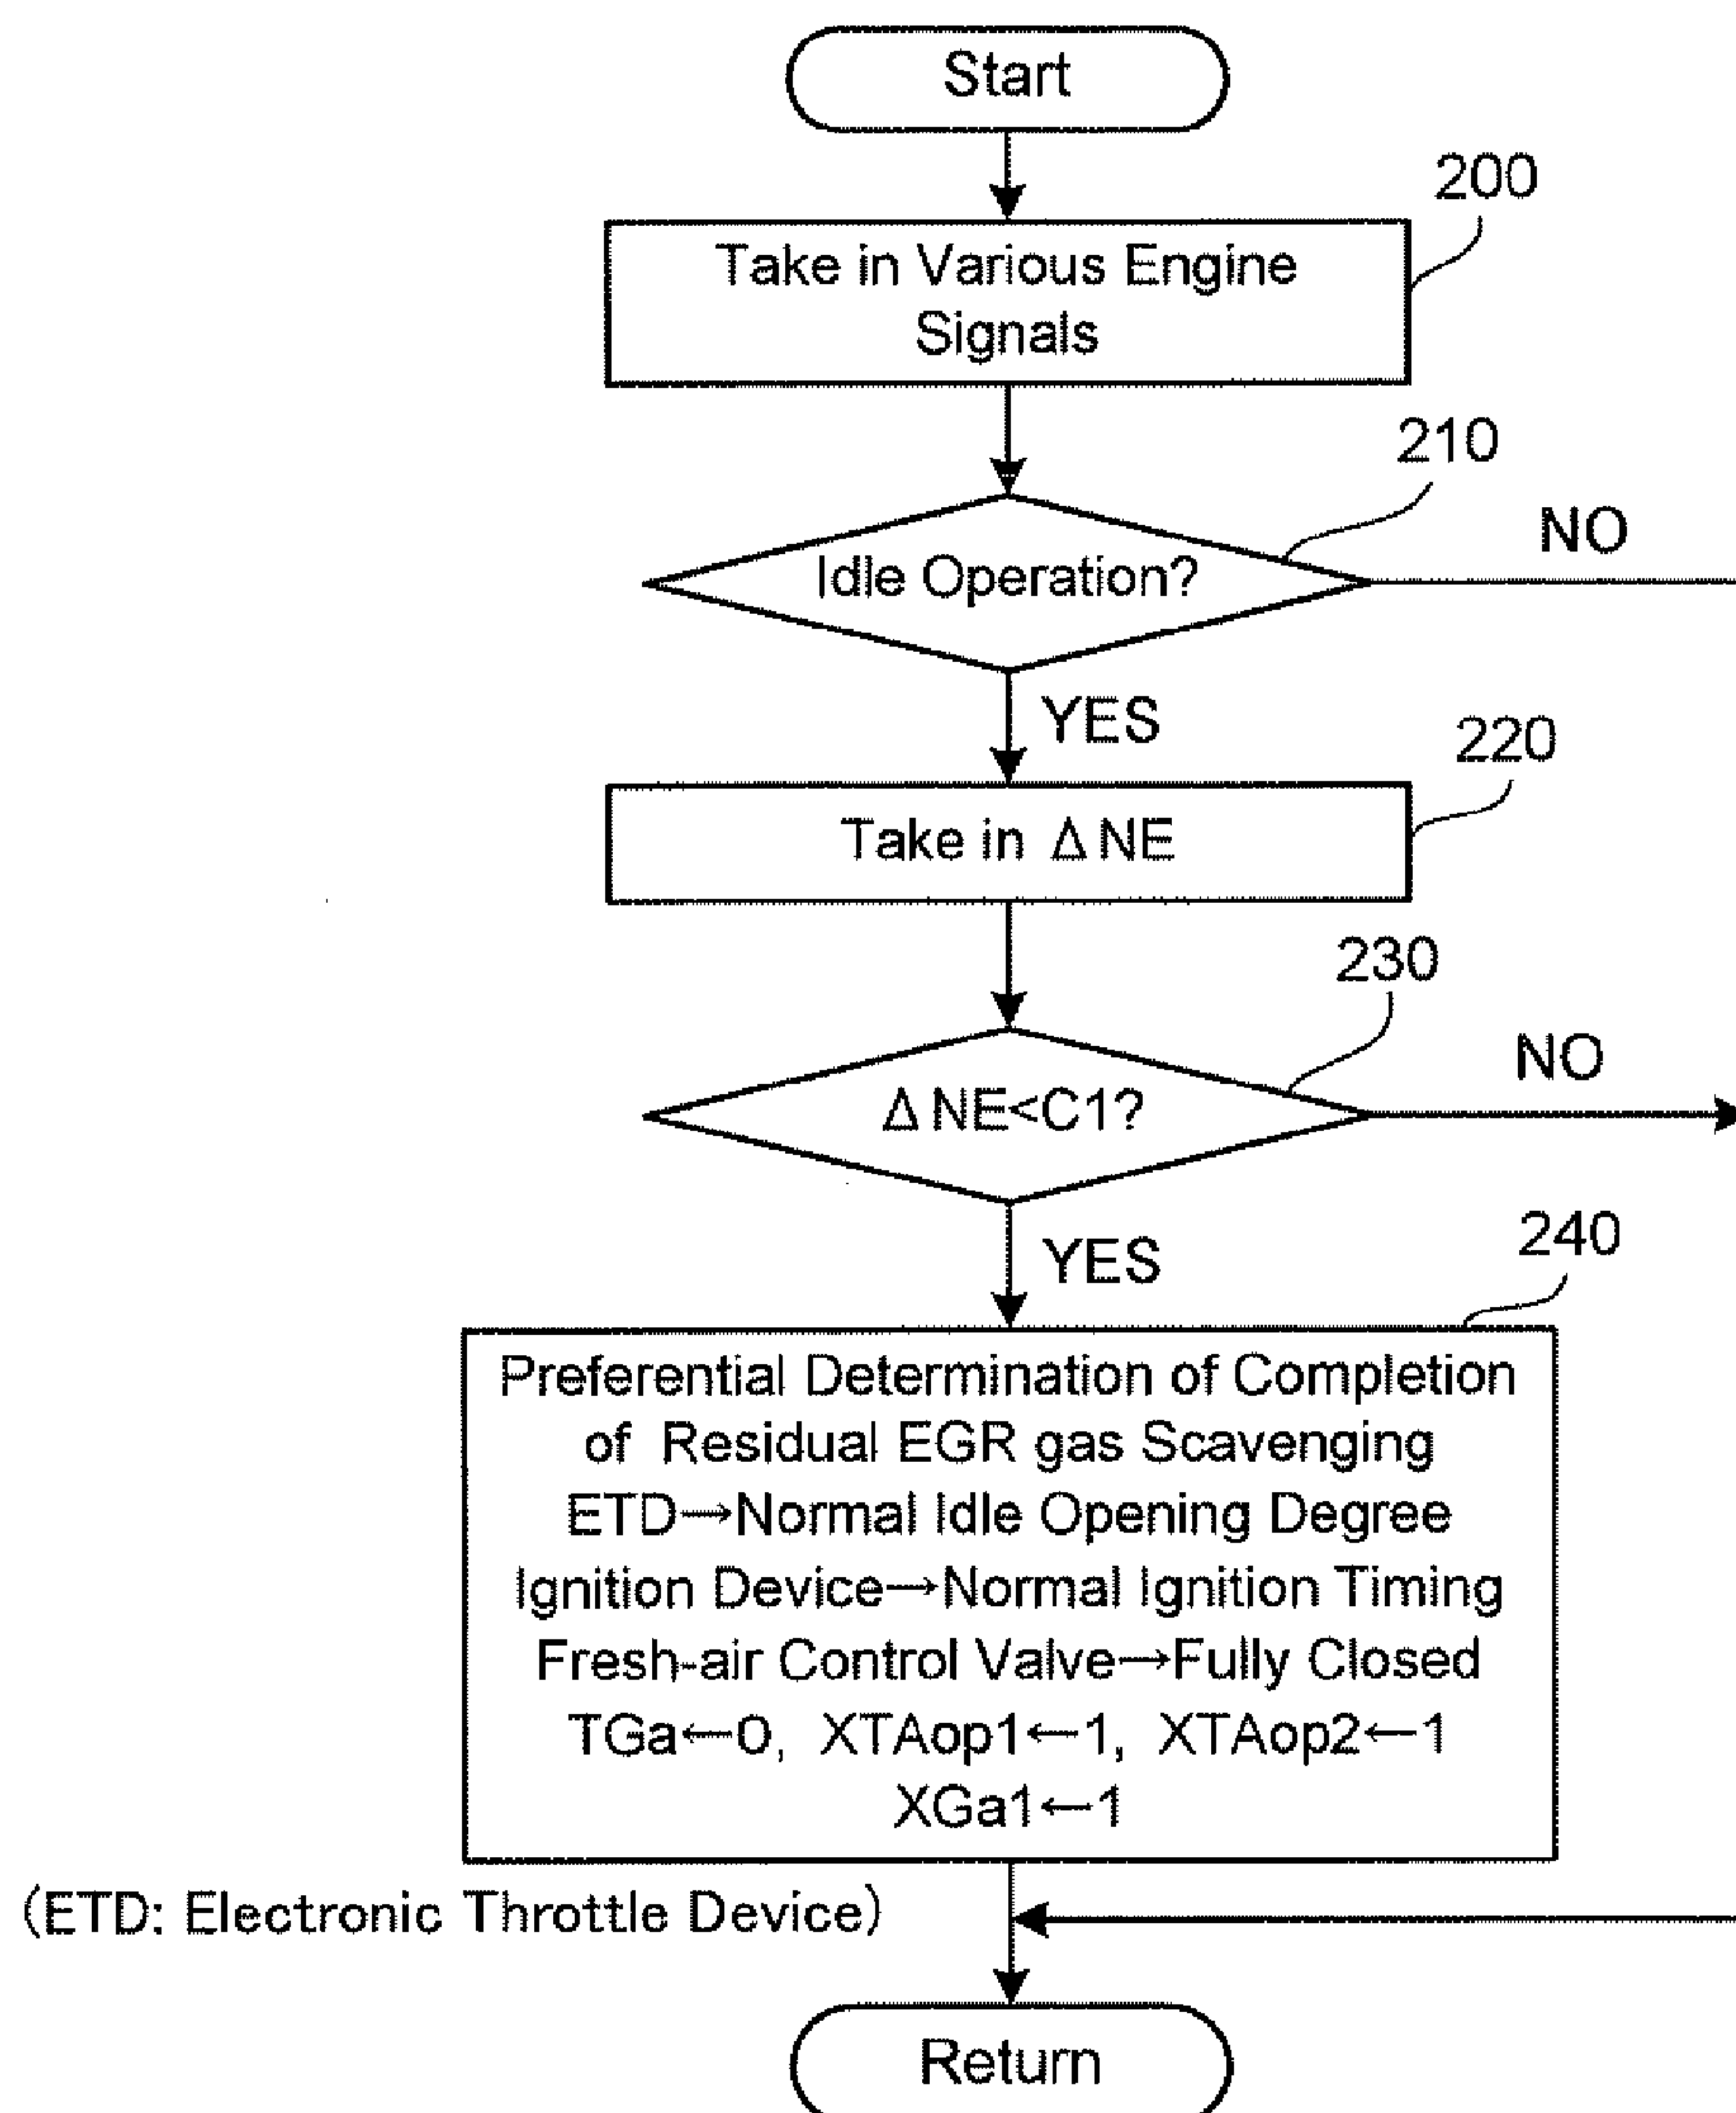 Start
200
Take in Various Engine
Signals
210
Idle Operation?
NO
YES
220
Take in ΔNE
230
ΔNE<C1?
NO
YES
240
Preferential Determination of Completion
of Residual EGR gas Scavenging
ETD→Normal Idle Opening Degree
Ignition Device→Normal Ignition Timing
Fresh-air Control Valve→Fully Closed
TGa←0, XTAop1←1, XTAop2←1
XGa1←1
(ETD: Electronic Throttle Device)
Return